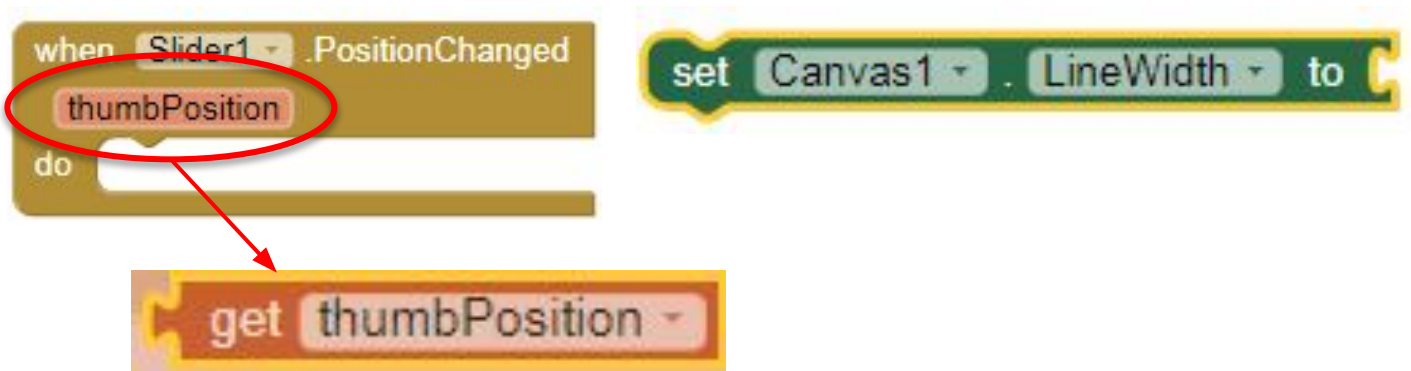 when Slider1 .PositionChanged
thumbPosition
do
set Canvas1 . LineWidth to
get thumbPosition